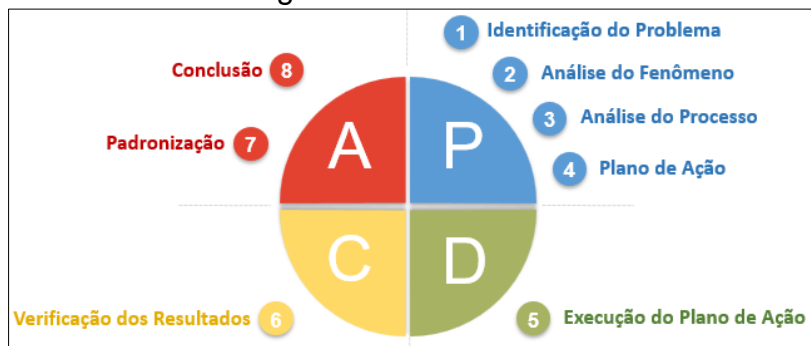 1 Identificação do Problema
2 Análise do Fenômeno
3 Análise do Processo
4 Plano de Ação
Conclusão 8
Padronização 7
A P
C D
Verificação dos Resultados 6
5 Execução do Plano de Ação